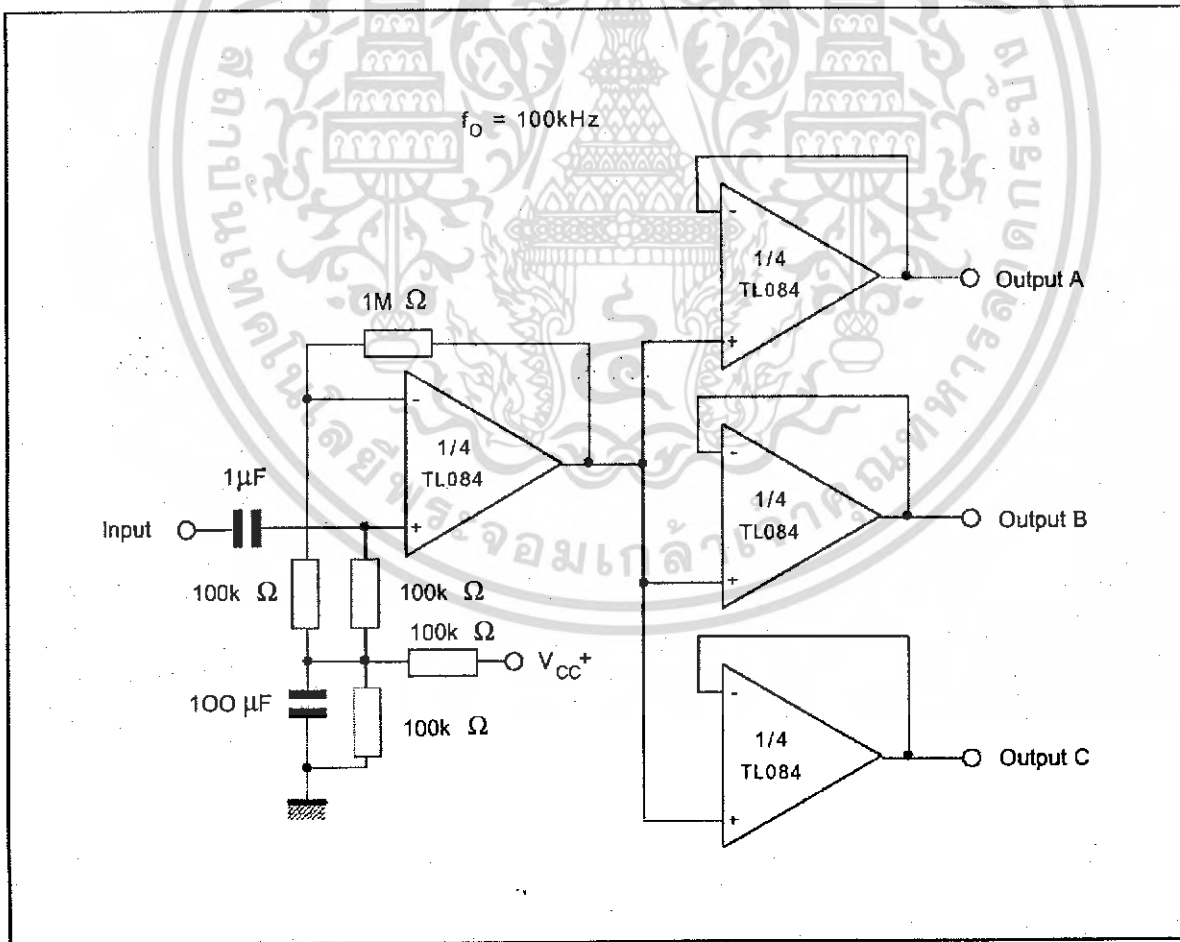 f_O = 100kHz
1M Ω
-
1/4
TL084
+
1µF
Input
100k Ω
100k Ω
100k Ω
V_CC+
100 µF
100k Ω
-
1/4
TL084
+
Output A
-
1/4
TL084
+
Output B
-
1/4
TL084
+
Output C